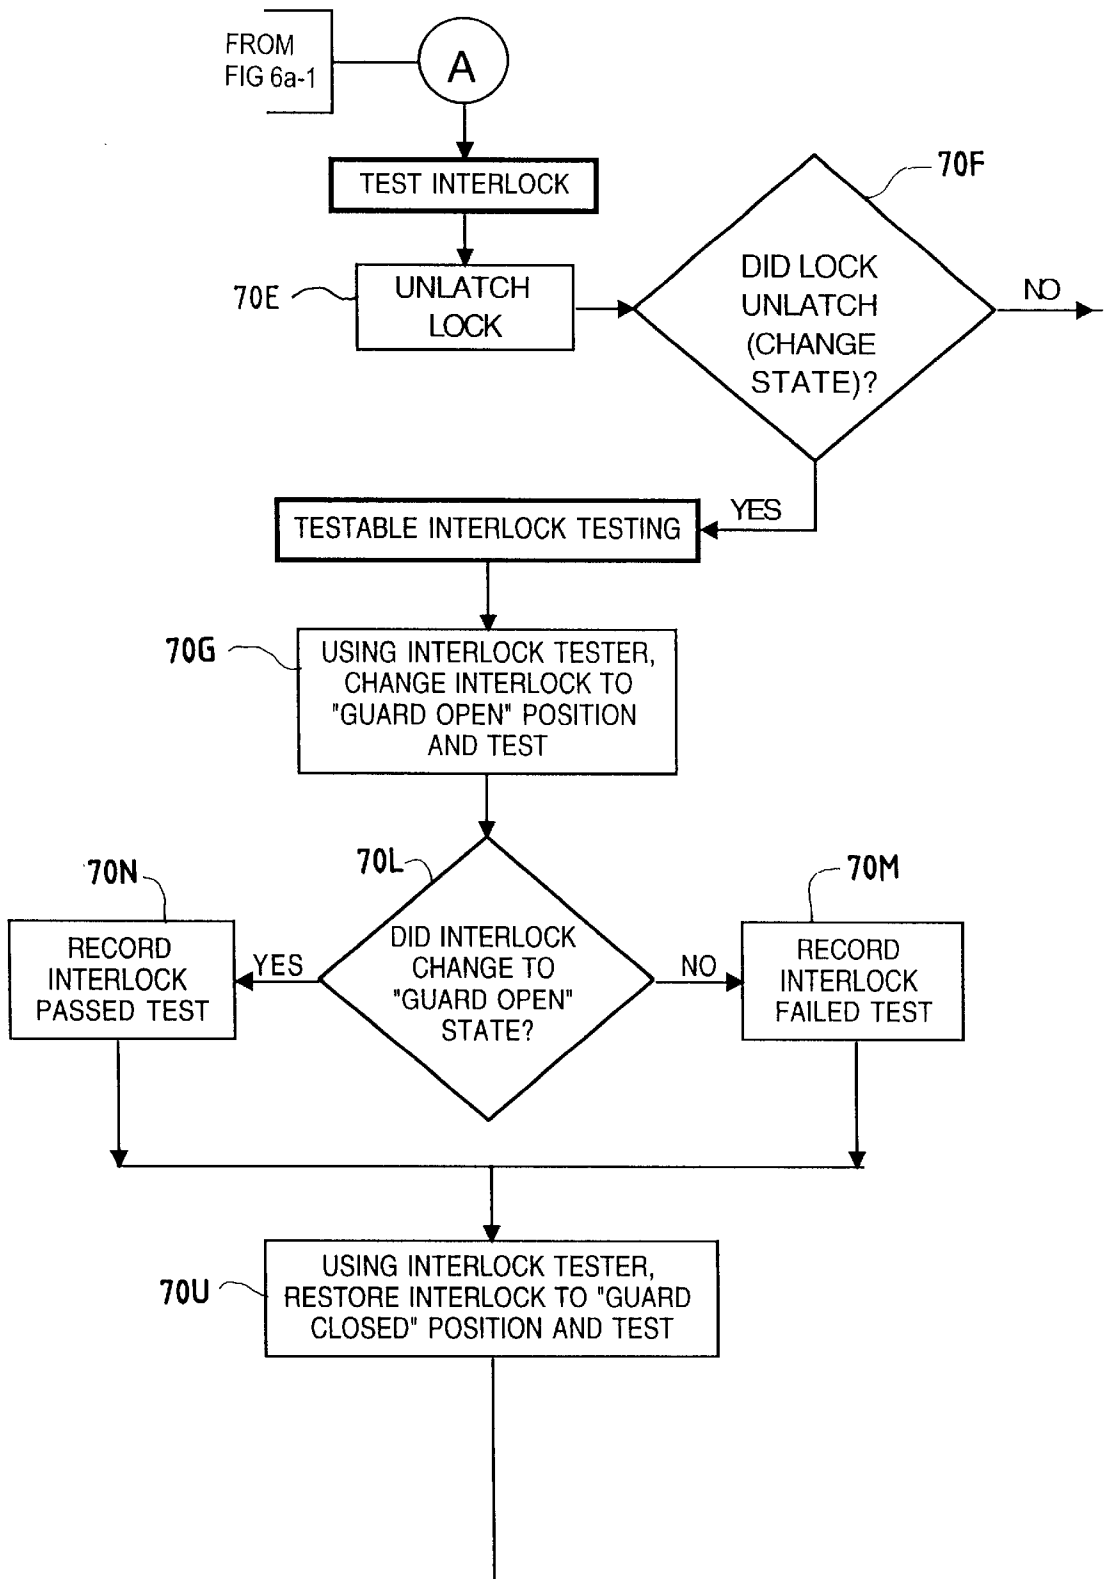 FROM
FIG 6a-1
A
TEST INTERLOCK
70F
70E
UNLATCH
LOCK
DID LOCK
UNLATCH
(CHANGE
STATE)?
NO
YES
TESTABLE INTERLOCK TESTING
70G
USING INTERLOCK TESTER,
CHANGE INTERLOCK TO
"GUARD OPEN" POSITION
AND TEST
70N
70L
70M
RECORD
INTERLOCK
PASSED TEST
YES
DID INTERLOCK
CHANGE TO
"GUARD OPEN"
STATE?
NO
RECORD
INTERLOCK
FAILED TEST
70U
USING INTERLOCK TESTER,
RESTORE INTERLOCK TO "GUARD
CLOSED" POSITION AND TEST